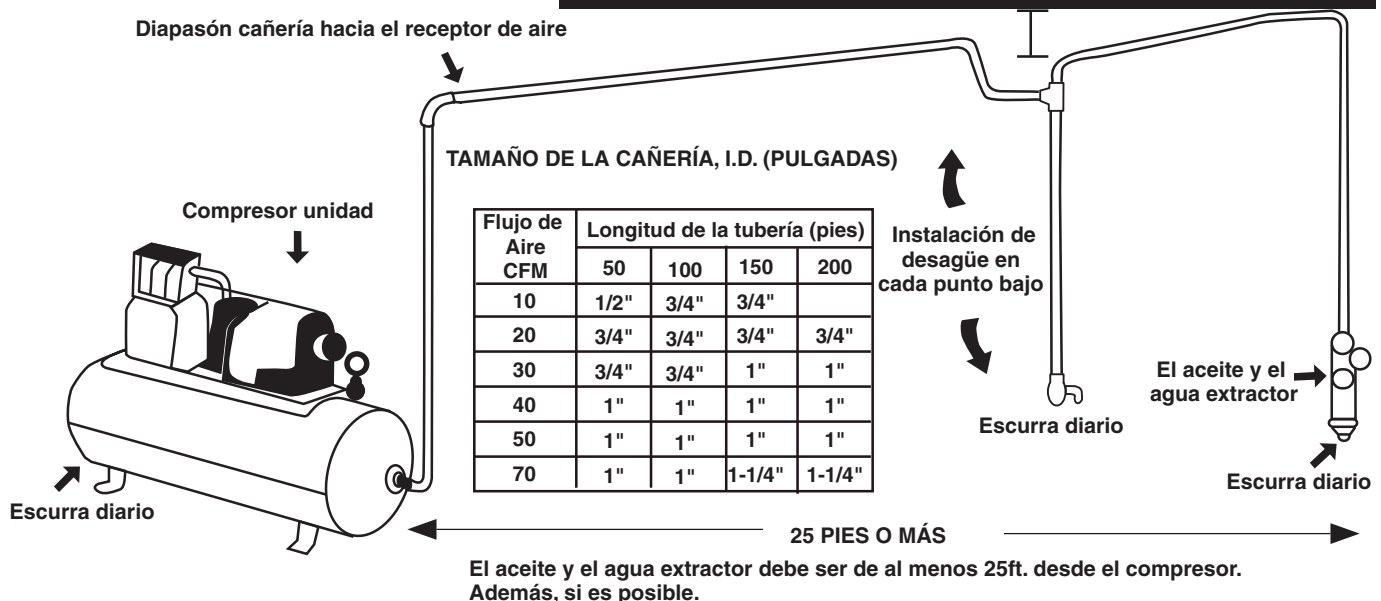 Diapasón cañería hacia el receptor de aire
TAMAÑO DE LA CAÑERÍA, I.D. (PULGADAS)
Compresor unidad
Flujo de Aire CFM Longitud de la tubería (pies)
50 100 150 200
10 1/2" 3/4" 3/4"
20 3/4" 3/4" 3/4" 3/4"
30 3/4" 3/4" 1" 1"
40 1" 1" 1" 1"
50 1" 1" 1" 1"
70 1" 1" 1-1/4" 1-1/4"
Instalación de
desagüe en
cada punto bajo
El aceite y el
agua extractor
Escurra diario
Escurra diario
Escurra diario
25 PIES O MÁS
El aceite y el agua extractor debe ser de al menos 25ft. desde el compresor.
Además, si es posible.